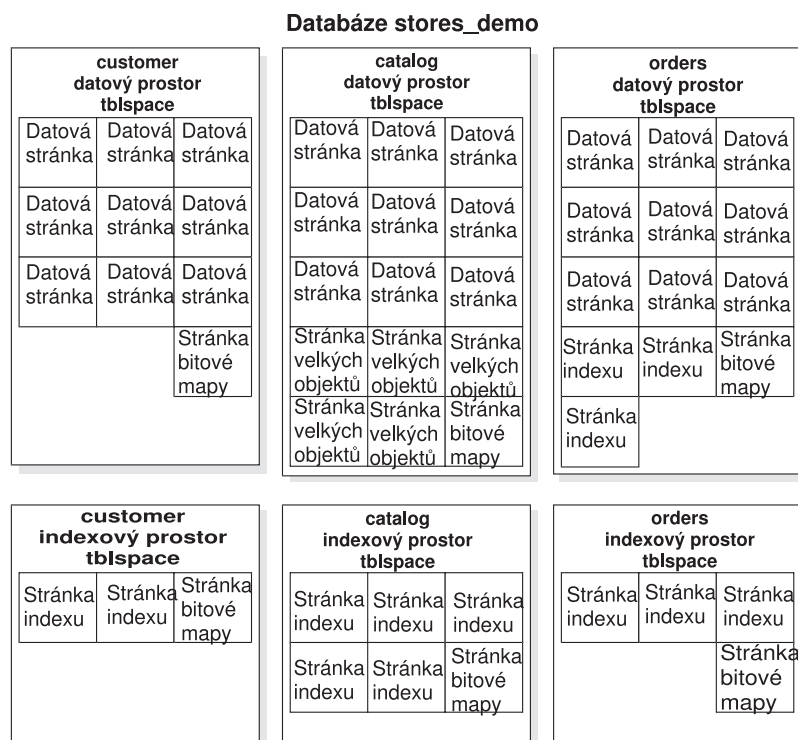 Databáze stores_demo
customer
datový prostor
tblspace
Datová
stránka
Datová
stránka
Datová
stránka
Datová
stránka
Datová
stránka
Datová
stránka
Datová
stránka
Datová
stránka
Datová
stránka
Stránka
bitové
mapy
catalog
datový prostor
tblspace
Datová
stránka
Datová
stránka
Datová
stránka
Datová
stránka
Datová
stránka
Datová
stránka
Datová
stránka
Datová
stránka
Datová
stránka
Stránka
velkých
objektů
Stránka
velkých
objektů
Stránka
velkých
objektů
Stránka
velkých
objektů
Stránka
velkých
objektů
Stránka
bitové
mapy
orders
datový prostor
tblspace
Datová
stránka
Datová
stránka
Datová
stránka
Datová
stránka
Datová
stránka
Datová
stránka
Datová
stránka
Datová
stránka
Datová
stránka
Stránka
indexu
Stránka
indexu
Stránka
bitové
mapy
Stránka
indexu
customer
indexový prostor
tblspace
Stránka
indexu
Stránka
indexu
Stránka
bitové
mapy
catalog
indexový prostor
tblspace
Stránka
indexu
Stránka
indexu
Stránka
indexu
Stránka
indexu
Stránka
indexu
Stránka
bitové
mapy
orders
indexový prostor
tblspace
Stránka
indexu
Stránka
indexu
Stránka
indexu
Stránka
bitové
mapy